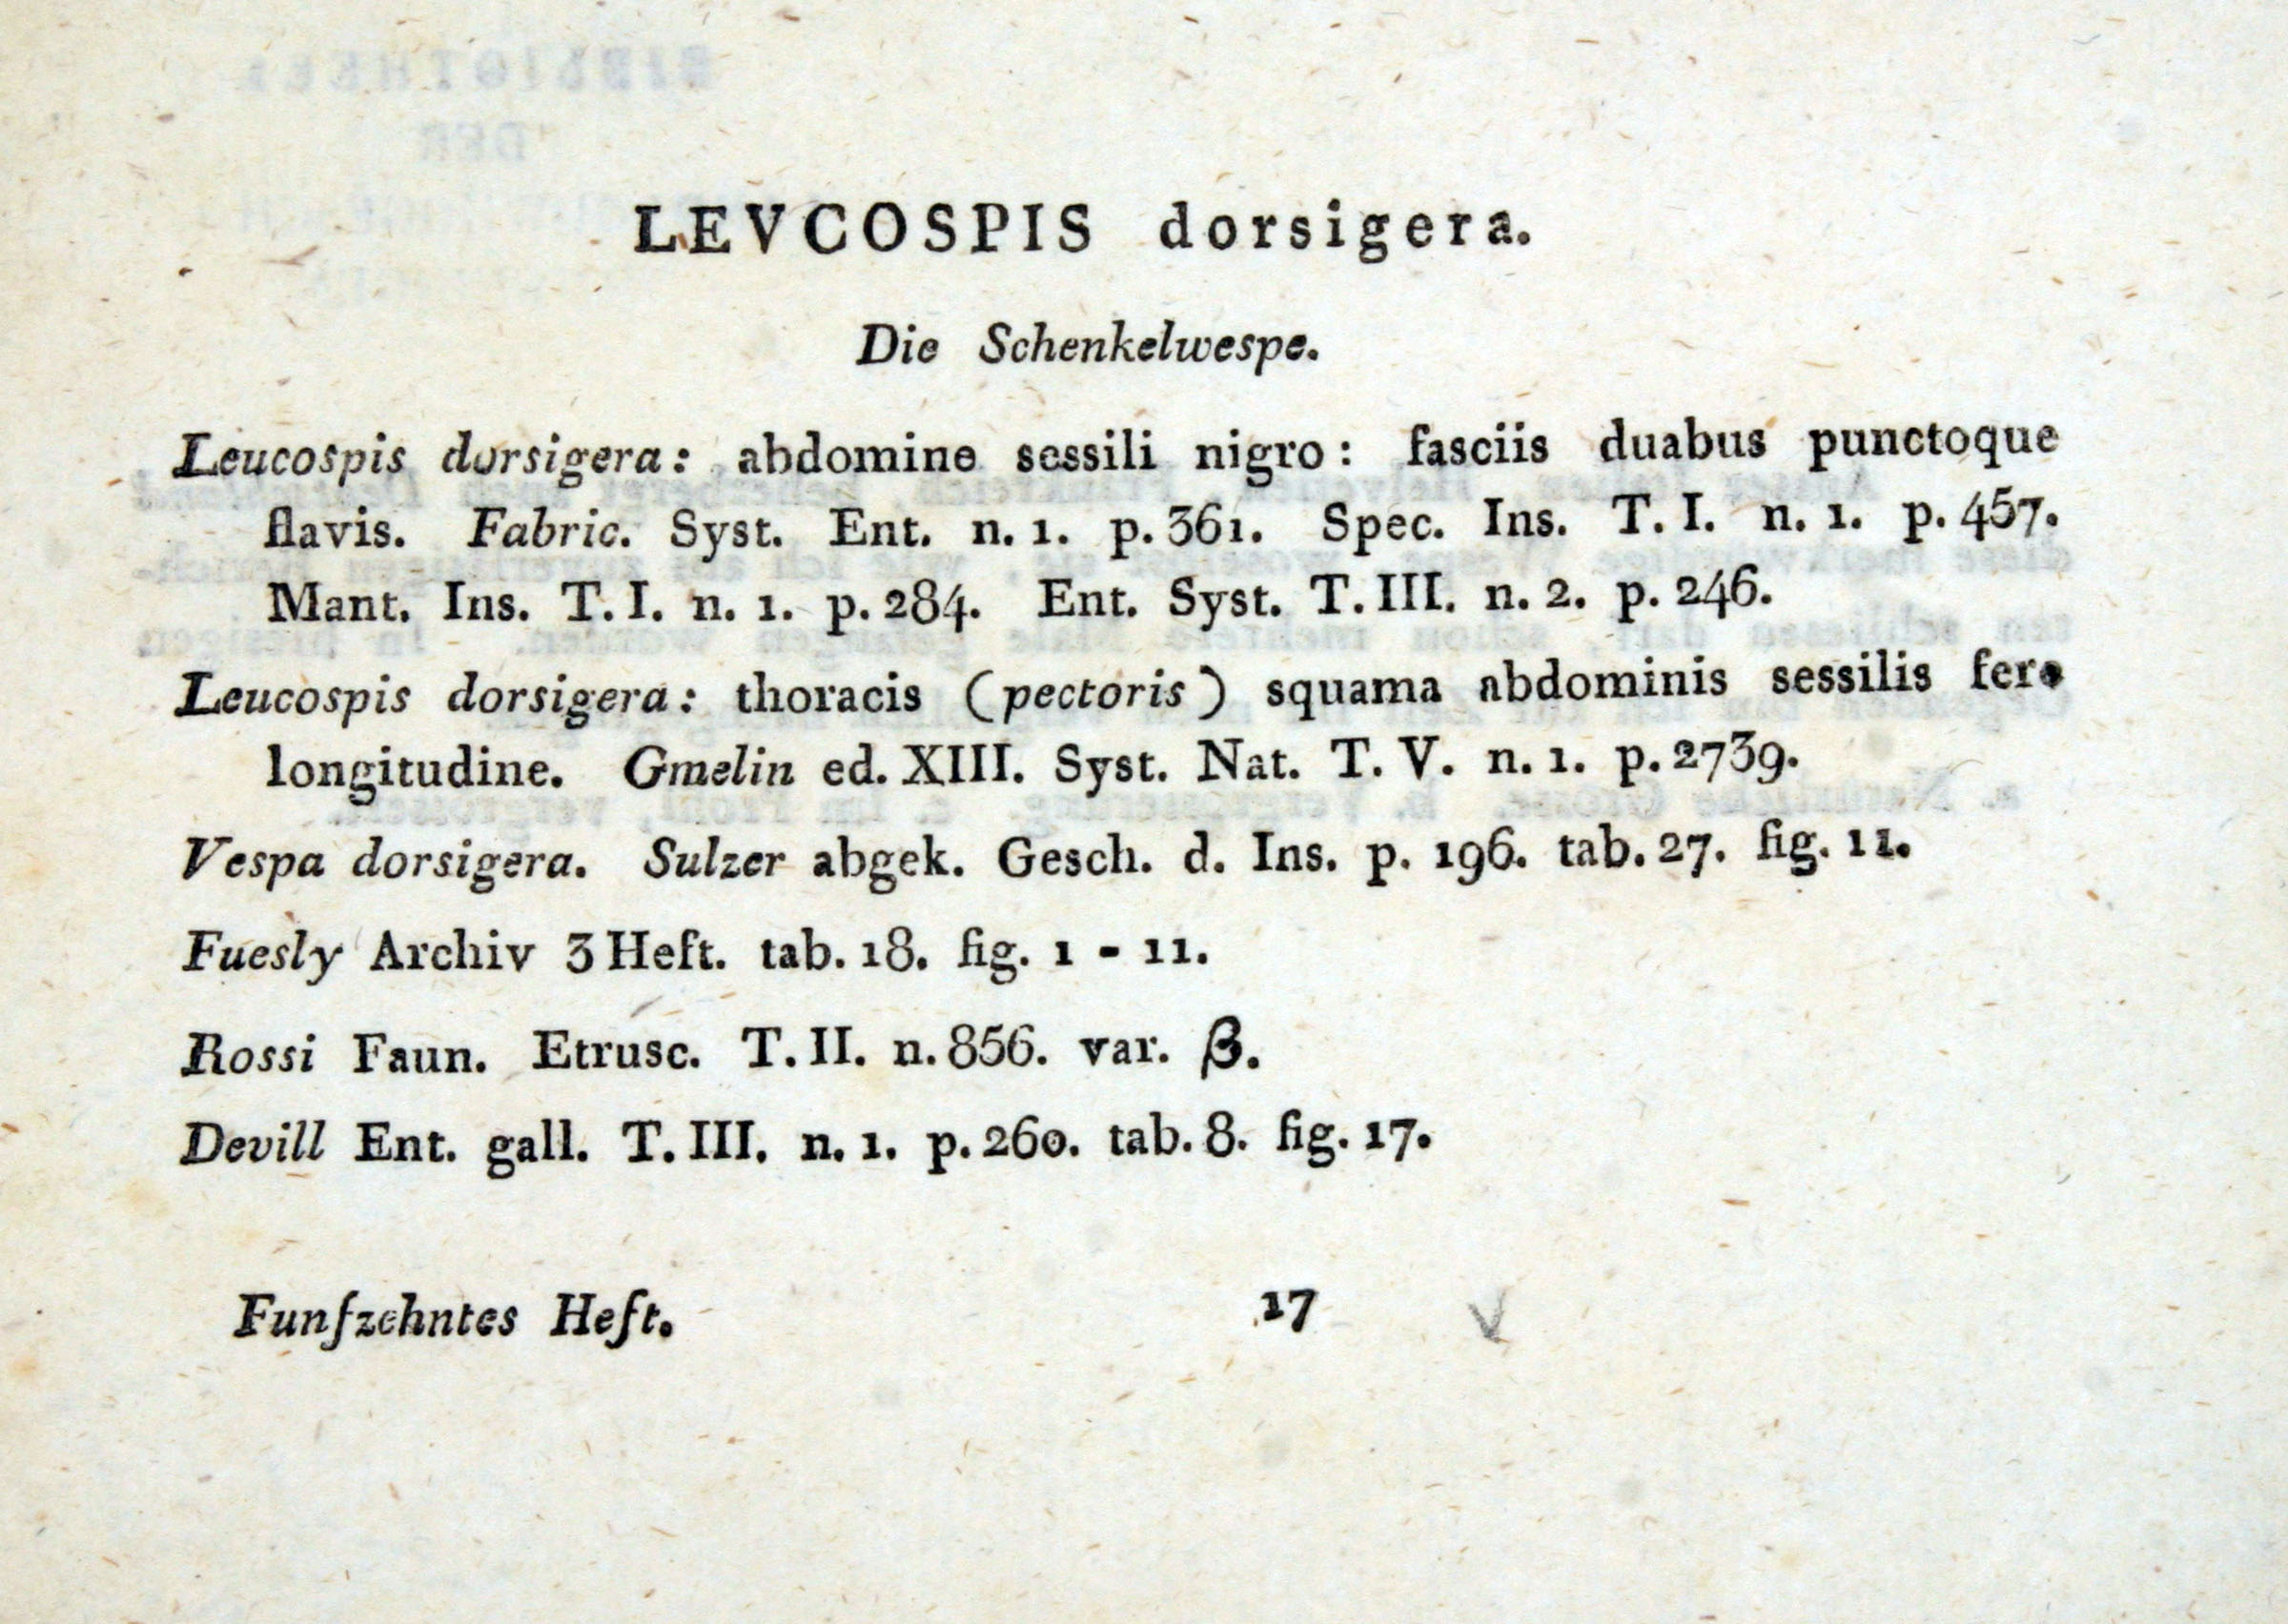 LEVCOSPIS dorsigera.
Die Schenkelwespe.
Leucospis dorsigera: abdomine sessili nigro: fasciis duabus punctoque
flavis. Fabric. Syst. Ent. n. 1. p. 361. Spec. Ins. T. I. n. 1. p. 457.
Mant. Ins. T. I. n. 1. p. 284. Ent. Syst. T. III. n. 2. p. 246.
Leucospis dorsigera: thoracis (pectoris) squama abdominis sessilis fere
longitudine. Gmelin ed. XIII. Syst. Nat. T. V. n. 1. p. 2739.
Vespa dorsigera. Sulzer abgek. Gesch. d. Ins. p. 196. tab. 27. fig. 11.
Fuesly Archiv 3 Heft. tab. 18. fig. 1 - 11.
Rossi Faun. Etrusc. T. II. n. 856. var. β.
Devill Ent. gall. T. III. n. 1. p. 260. tab. 8. fig. 17.
Funfzehntes Heft. 17